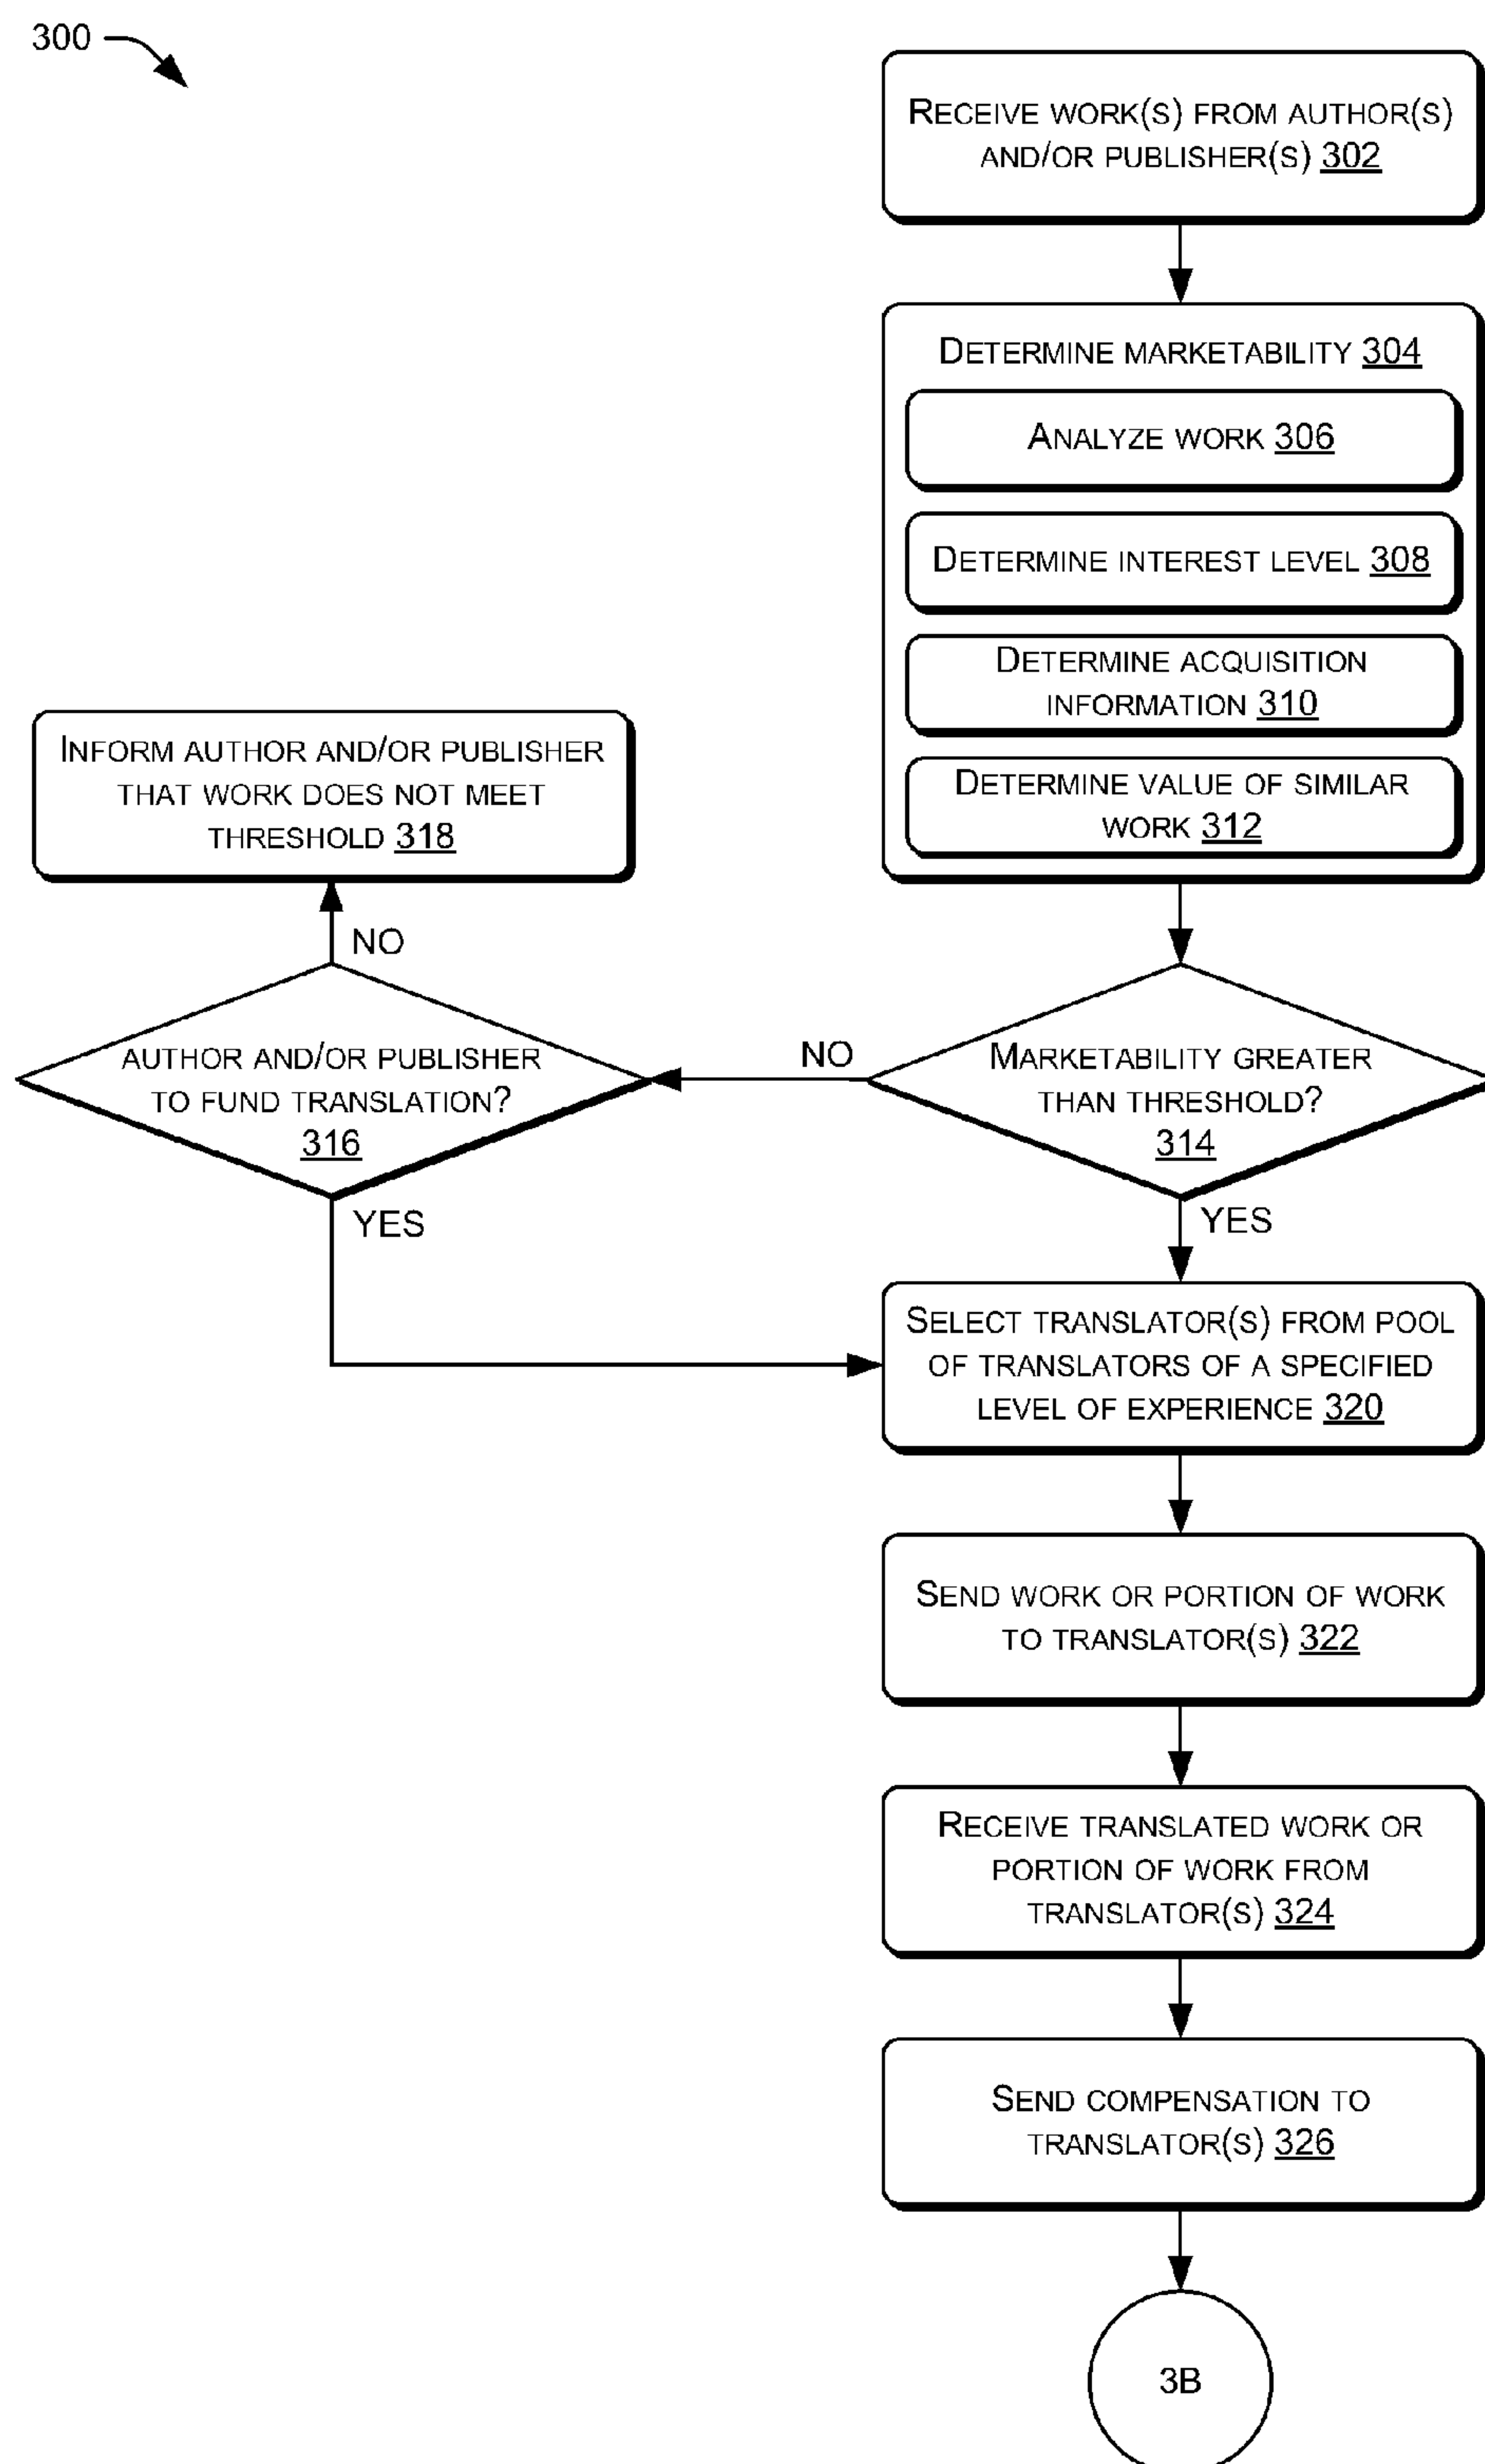 300
RECEIVE WORK(S) FROM AUTHOR(S)
AND/OR PUBLISHER(S) 302
DETERMINE MARKETABILITY 304
ANALYZE WORK 306
DETERMINE INTEREST LEVEL 308
DETERMINE ACQUISITION
INFORMATION 310
DETERMINE VALUE OF SIMILAR
WORK 312
MARKETABILITY GREATER
THAN THRESHOLD?
314
NO
AUTHOR AND/OR PUBLISHER
TO FUND TRANSLATION?
316
NO
INFORM AUTHOR AND/OR PUBLISHER
THAT WORK DOES NOT MEET
THRESHOLD 318
YES
YES
SELECT TRANSLATOR(S) FROM POOL
OF TRANSLATORS OF A SPECIFIED
LEVEL OF EXPERIENCE 320
SEND WORK OR PORTION OF WORK
TO TRANSLATOR(S) 322
RECEIVE TRANSLATED WORK OR
PORTION OF WORK FROM
TRANSLATOR(S) 324
SEND COMPENSATION TO
TRANSLATOR(S) 326
3B